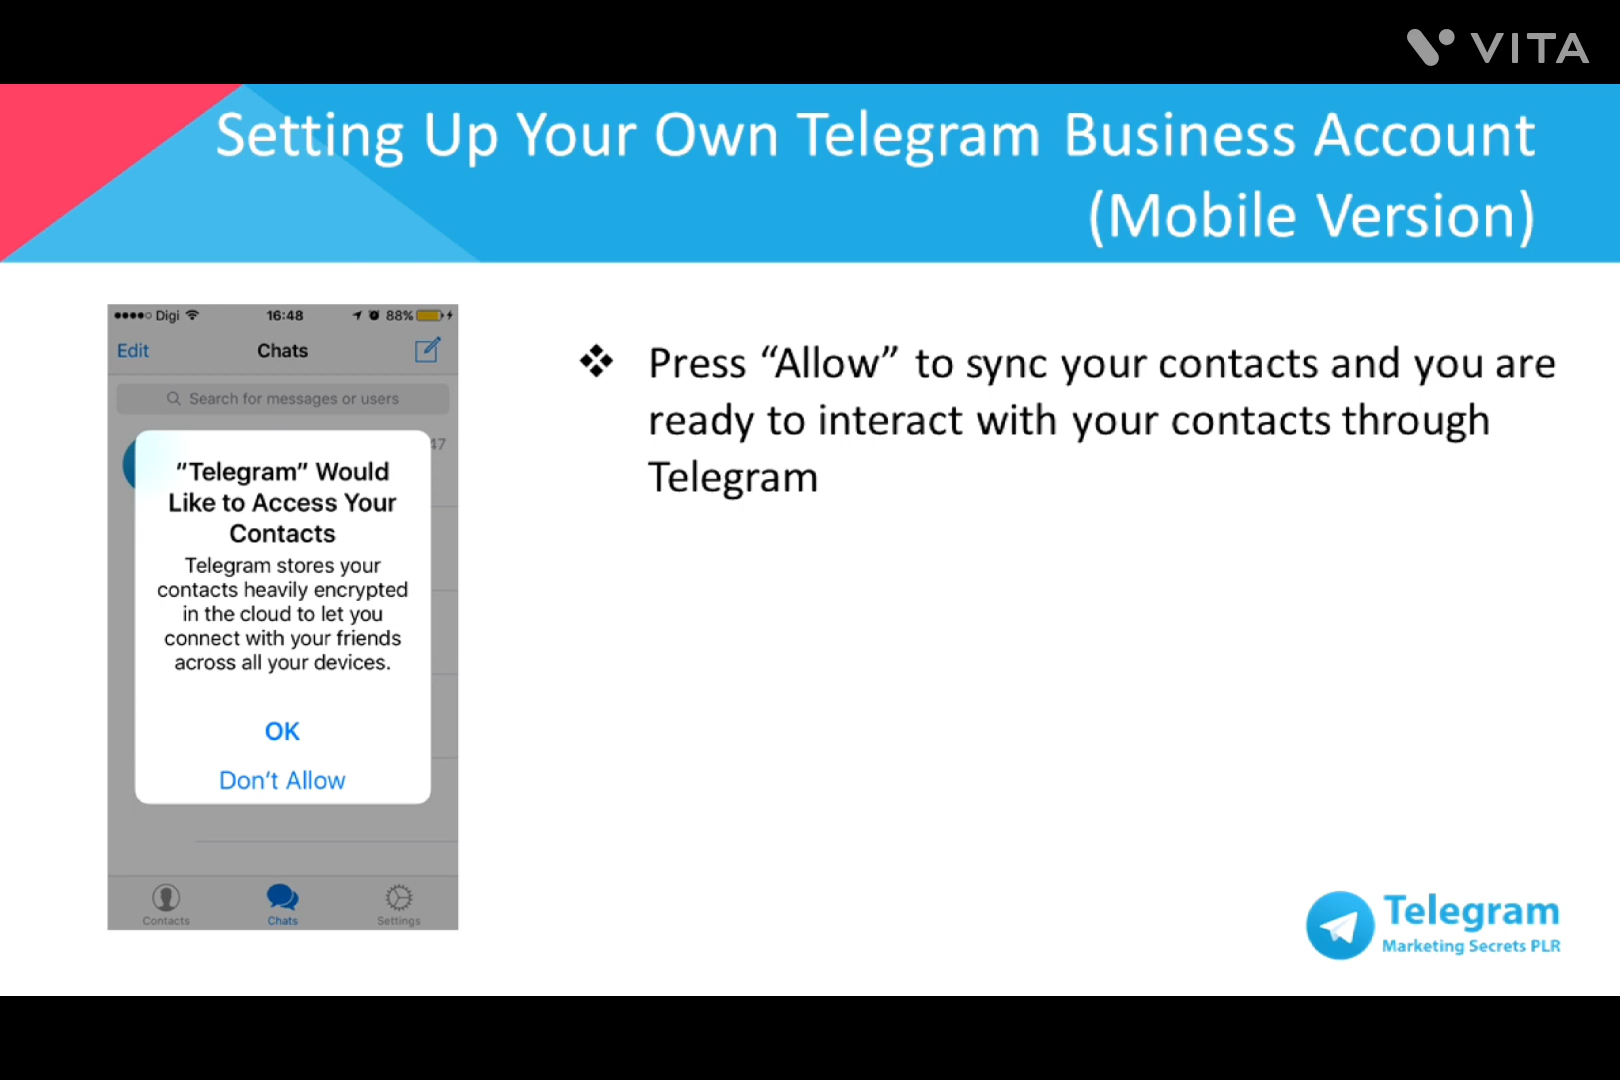 VITA
Setting Up Your Own Telegram Business Account
(Mobile Version)
Digi 16:48 88%
Edit Chats
Search for messages or users
47
"Telegram" Would
Like to Access Your
Contacts
Telegram stores your
contacts heavily encrypted
in the cloud to let you
connect with your friends
across all your devices.
OK
Don't Allow
Contacts Chats Settings
❖ Press “Allow” to sync your contacts and you are
ready to interact with your contacts through
Telegram
Telegram
Marketing Secrets PLR